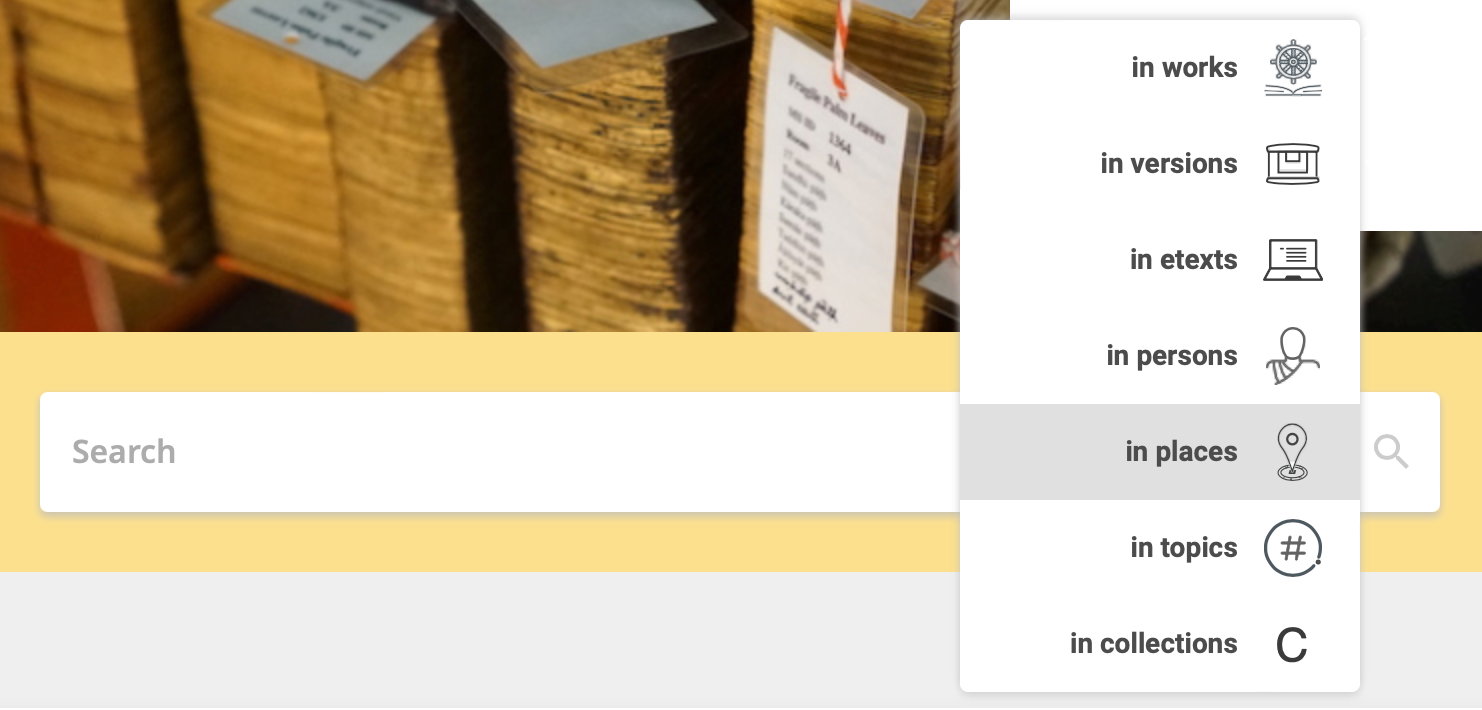 Fragile Palm Leaves
MS ID 1364
Room 3A
in works
in versions
in etexts
in persons
Search
in places
in topics
in collections
C